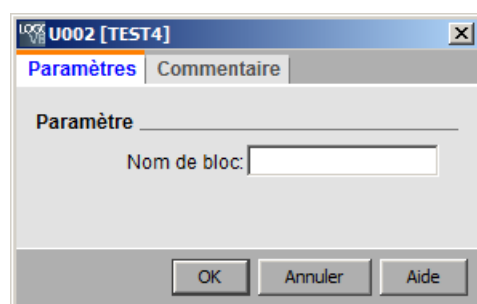 U002 [TEST4]
Paramètres Commentaire
Paramètre
Nom de bloc:
OK Annuler Aide